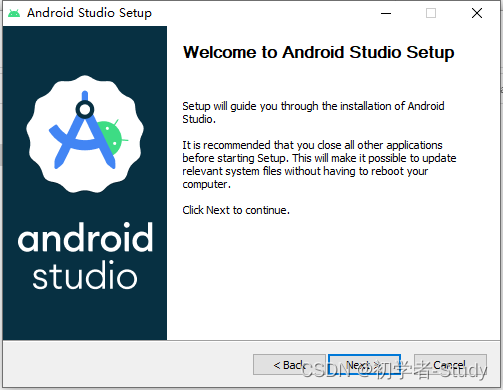 Android Studio Setup
Welcome to Android Studio Setup
Setup will guide you through the installation of Android
Studio.
It is recommended that you close all other applications
before starting Setup. This will make it possible to update
relevant system files without having to reboot your
computer.
Click Next to continue.
android
studio
< Back Next > Cancel
CSDN @初学者-Study